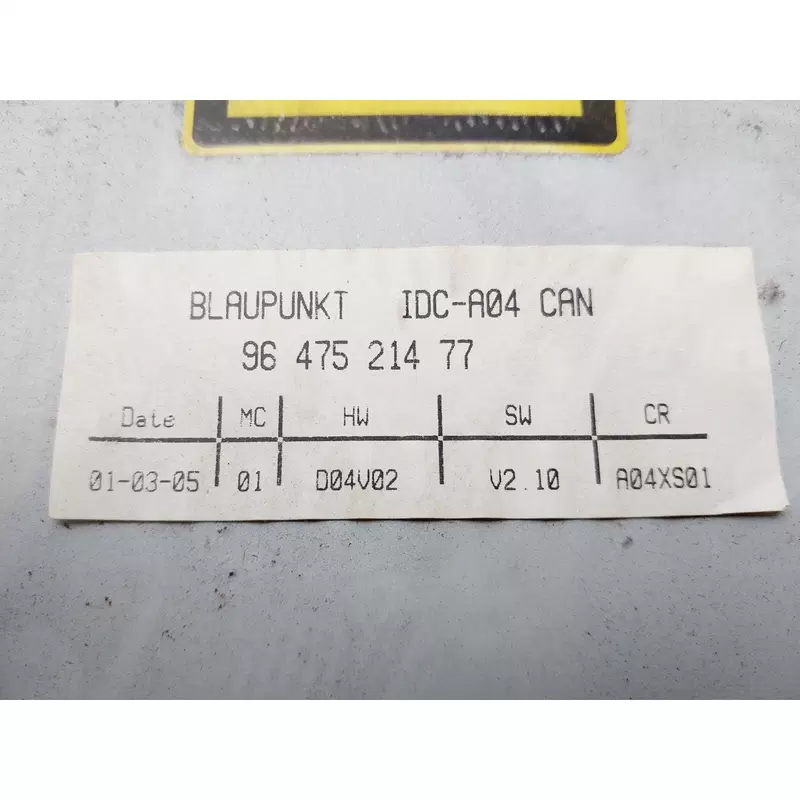 BLAUPUNKT IDC-A04 CAN
96 475 214 77
Date MC HW SW CR
01-03-05 01 D04V02 V2.10 A04XS01